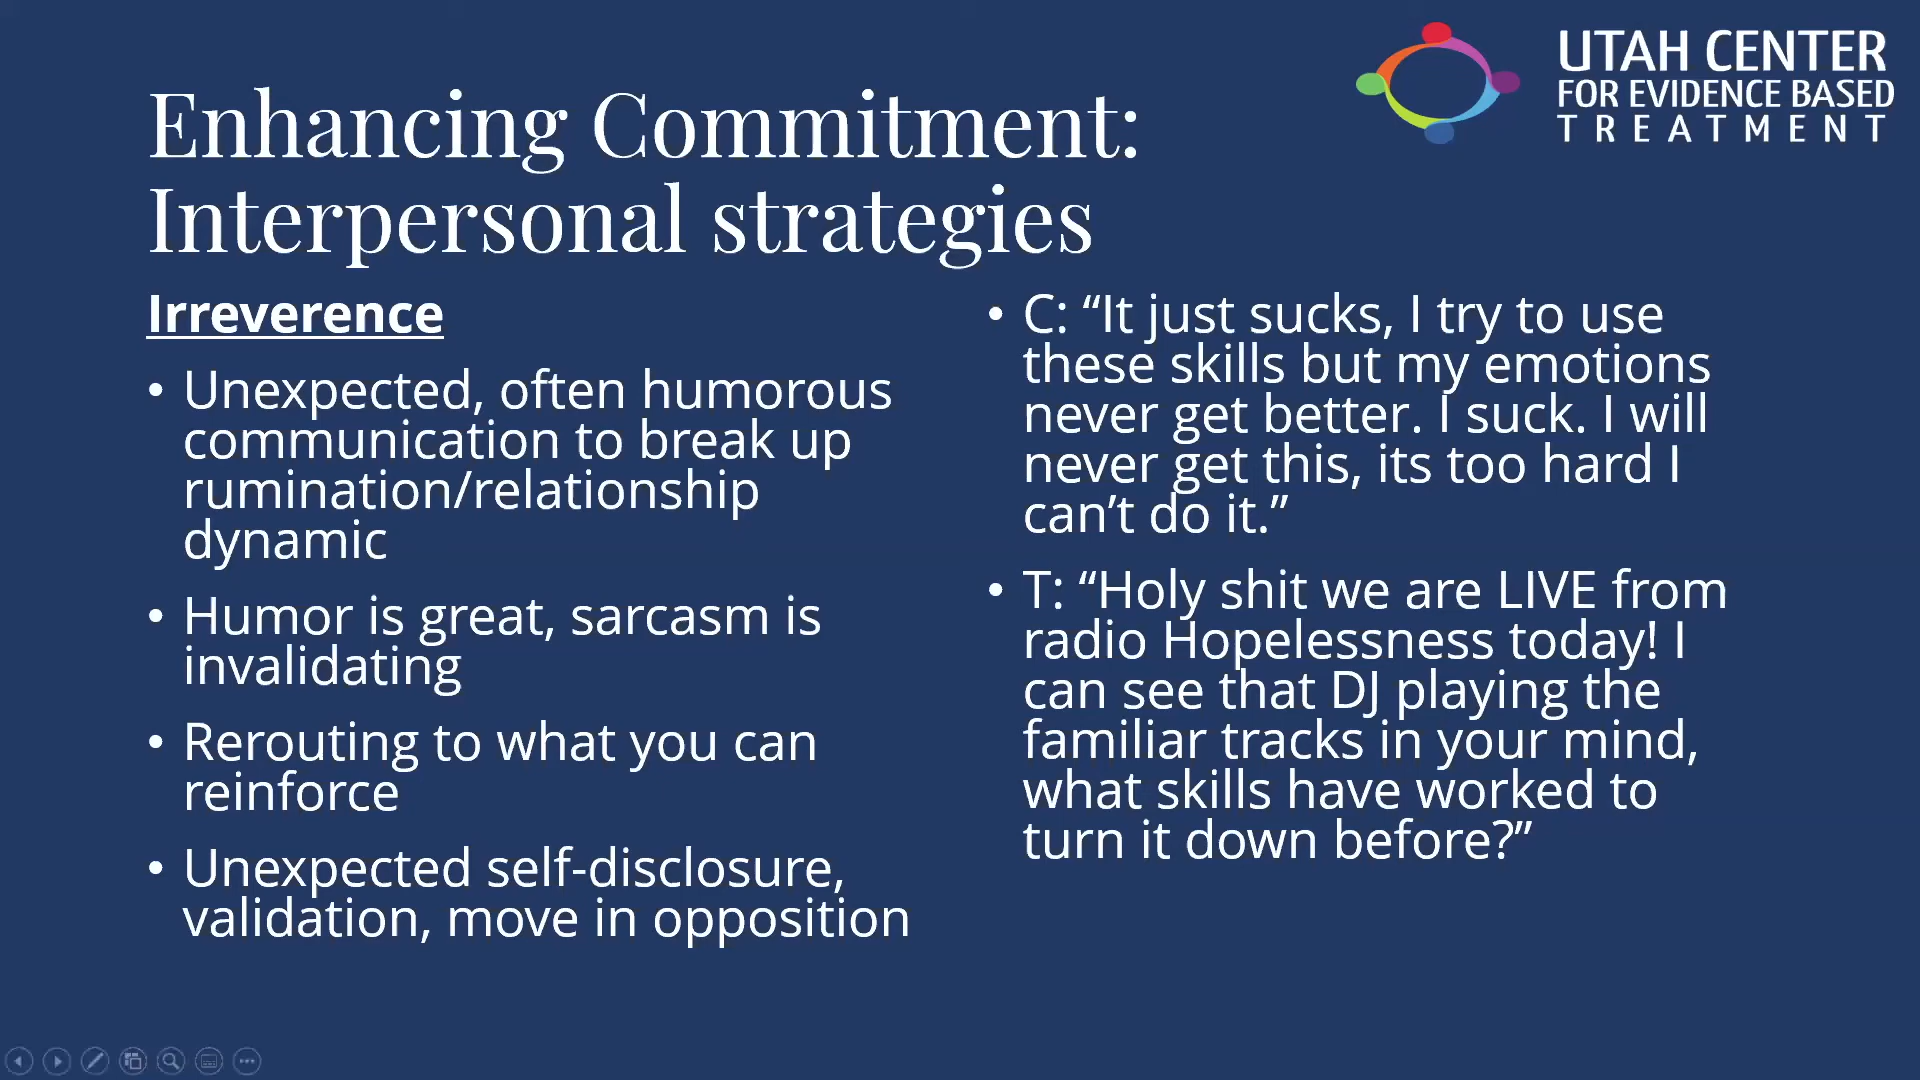 UTAH CENTER
FOR EVIDENCE BASED
TREATMENT
Enhancing Commitment:
Interpersonal strategies
Irreverence
• Unexpected, often humorous
communication to break up
rumination/relationship
dynamic
• Humor is great, sarcasm is
invalidating
• Rerouting to what you can
reinforce
• Unexpected self-disclosure,
validation, move in opposition
• C: “It just sucks, I try to use
these skills but my emotions
never get better. I suck. I will
never get this, its too hard I
can’t do it.”
• T: “Holy shit we are LIVE from
radio Hopelessness today! I
can see that DJ playing the
familiar tracks in your mind,
what skills have worked to
turn it down before?”